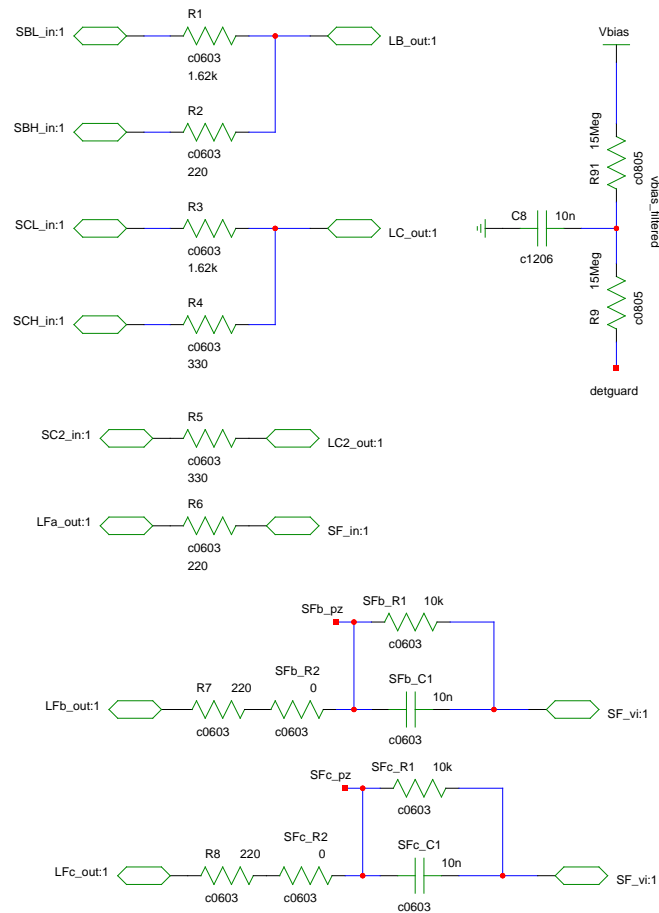 SBL_in:1
R1
c0603
1.62k
LB_out:1
SBH_in:1
R2
c0603
220
SCL_in:1
R3
c0603
1.62k
LC_out:1
SCH_in:1
R4
c0603
330
Vbias
15Meg
R91
c0805
vbias_filtered
C8
10n
c1206
15Meg
R9
c0805
detguard
SC2_in:1
R5
c0603
330
LC2_out:1
LFa_out:1
R6
c0603
220
SF_in:1
SFb_pz
SFb_R1
10k
c0603
LFb_out:1
R7
220
c0603
SFb_R2
0
c0603
SFb_C1
10n
c0603
SF_vi:1
SFc_pz
SFc_R1
10k
c0603
LFc_out:1
R8
220
c0603
SFc_R2
0
c0603
SFc_C1
10n
c0603
SF_vi:1